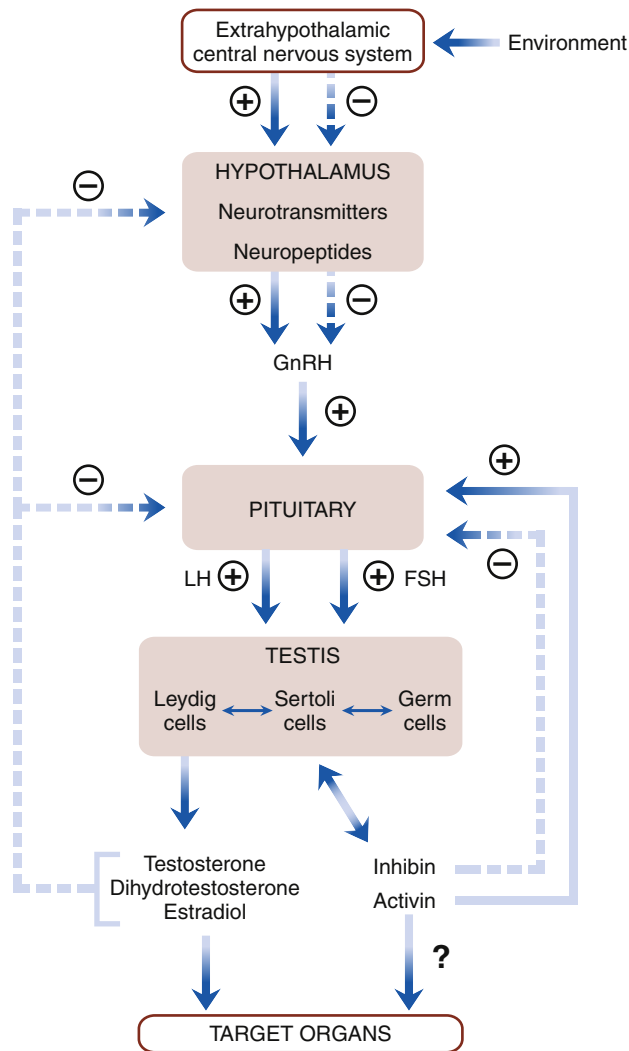 Extrahypothalamic
central nervous system
Environment
+
−
HYPOTHALAMUS
Neurotransmitters
Neuropeptides
−
+
−
GnRH
+
−
+
PITUITARY
−
LH +
+ FSH
TESTIS
Leydig
cells
Sertoli
cells
Germ
cells
Testosterone
Dihydrotestosterone
Estradiol
Inhibin
Activin
?
TARGET ORGANS